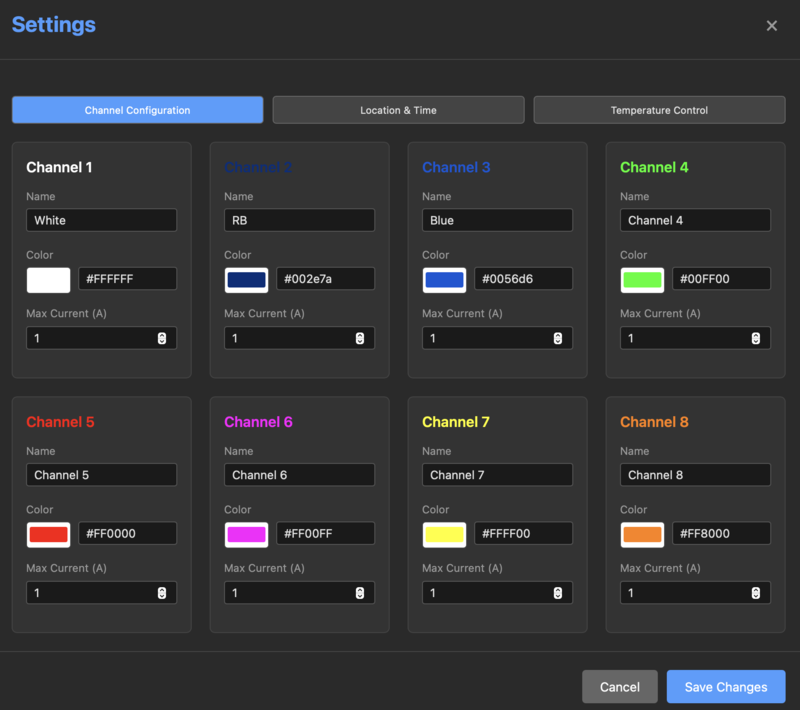 Settings
×
Channel Configuration
Location & Time
Temperature Control
Channel 1
Name
White
Color
#FFFFFF
Max Current (A)
1
Channel 2
Name
RB
Color
#002e7a
Max Current (A)
1
Channel 3
Name
Blue
Color
#0056d6
Max Current (A)
1
Channel 4
Name
Channel 4
Color
#00FF00
Max Current (A)
1
Channel 5
Name
Channel 5
Color
#FF0000
Max Current (A)
1
Channel 6
Name
Channel 6
Color
#FF00FF
Max Current (A)
1
Channel 7
Name
Channel 7
Color
#FFFF00
Max Current (A)
1
Channel 8
Name
Channel 8
Color
#FF8000
Max Current (A)
1
Cancel
Save Changes